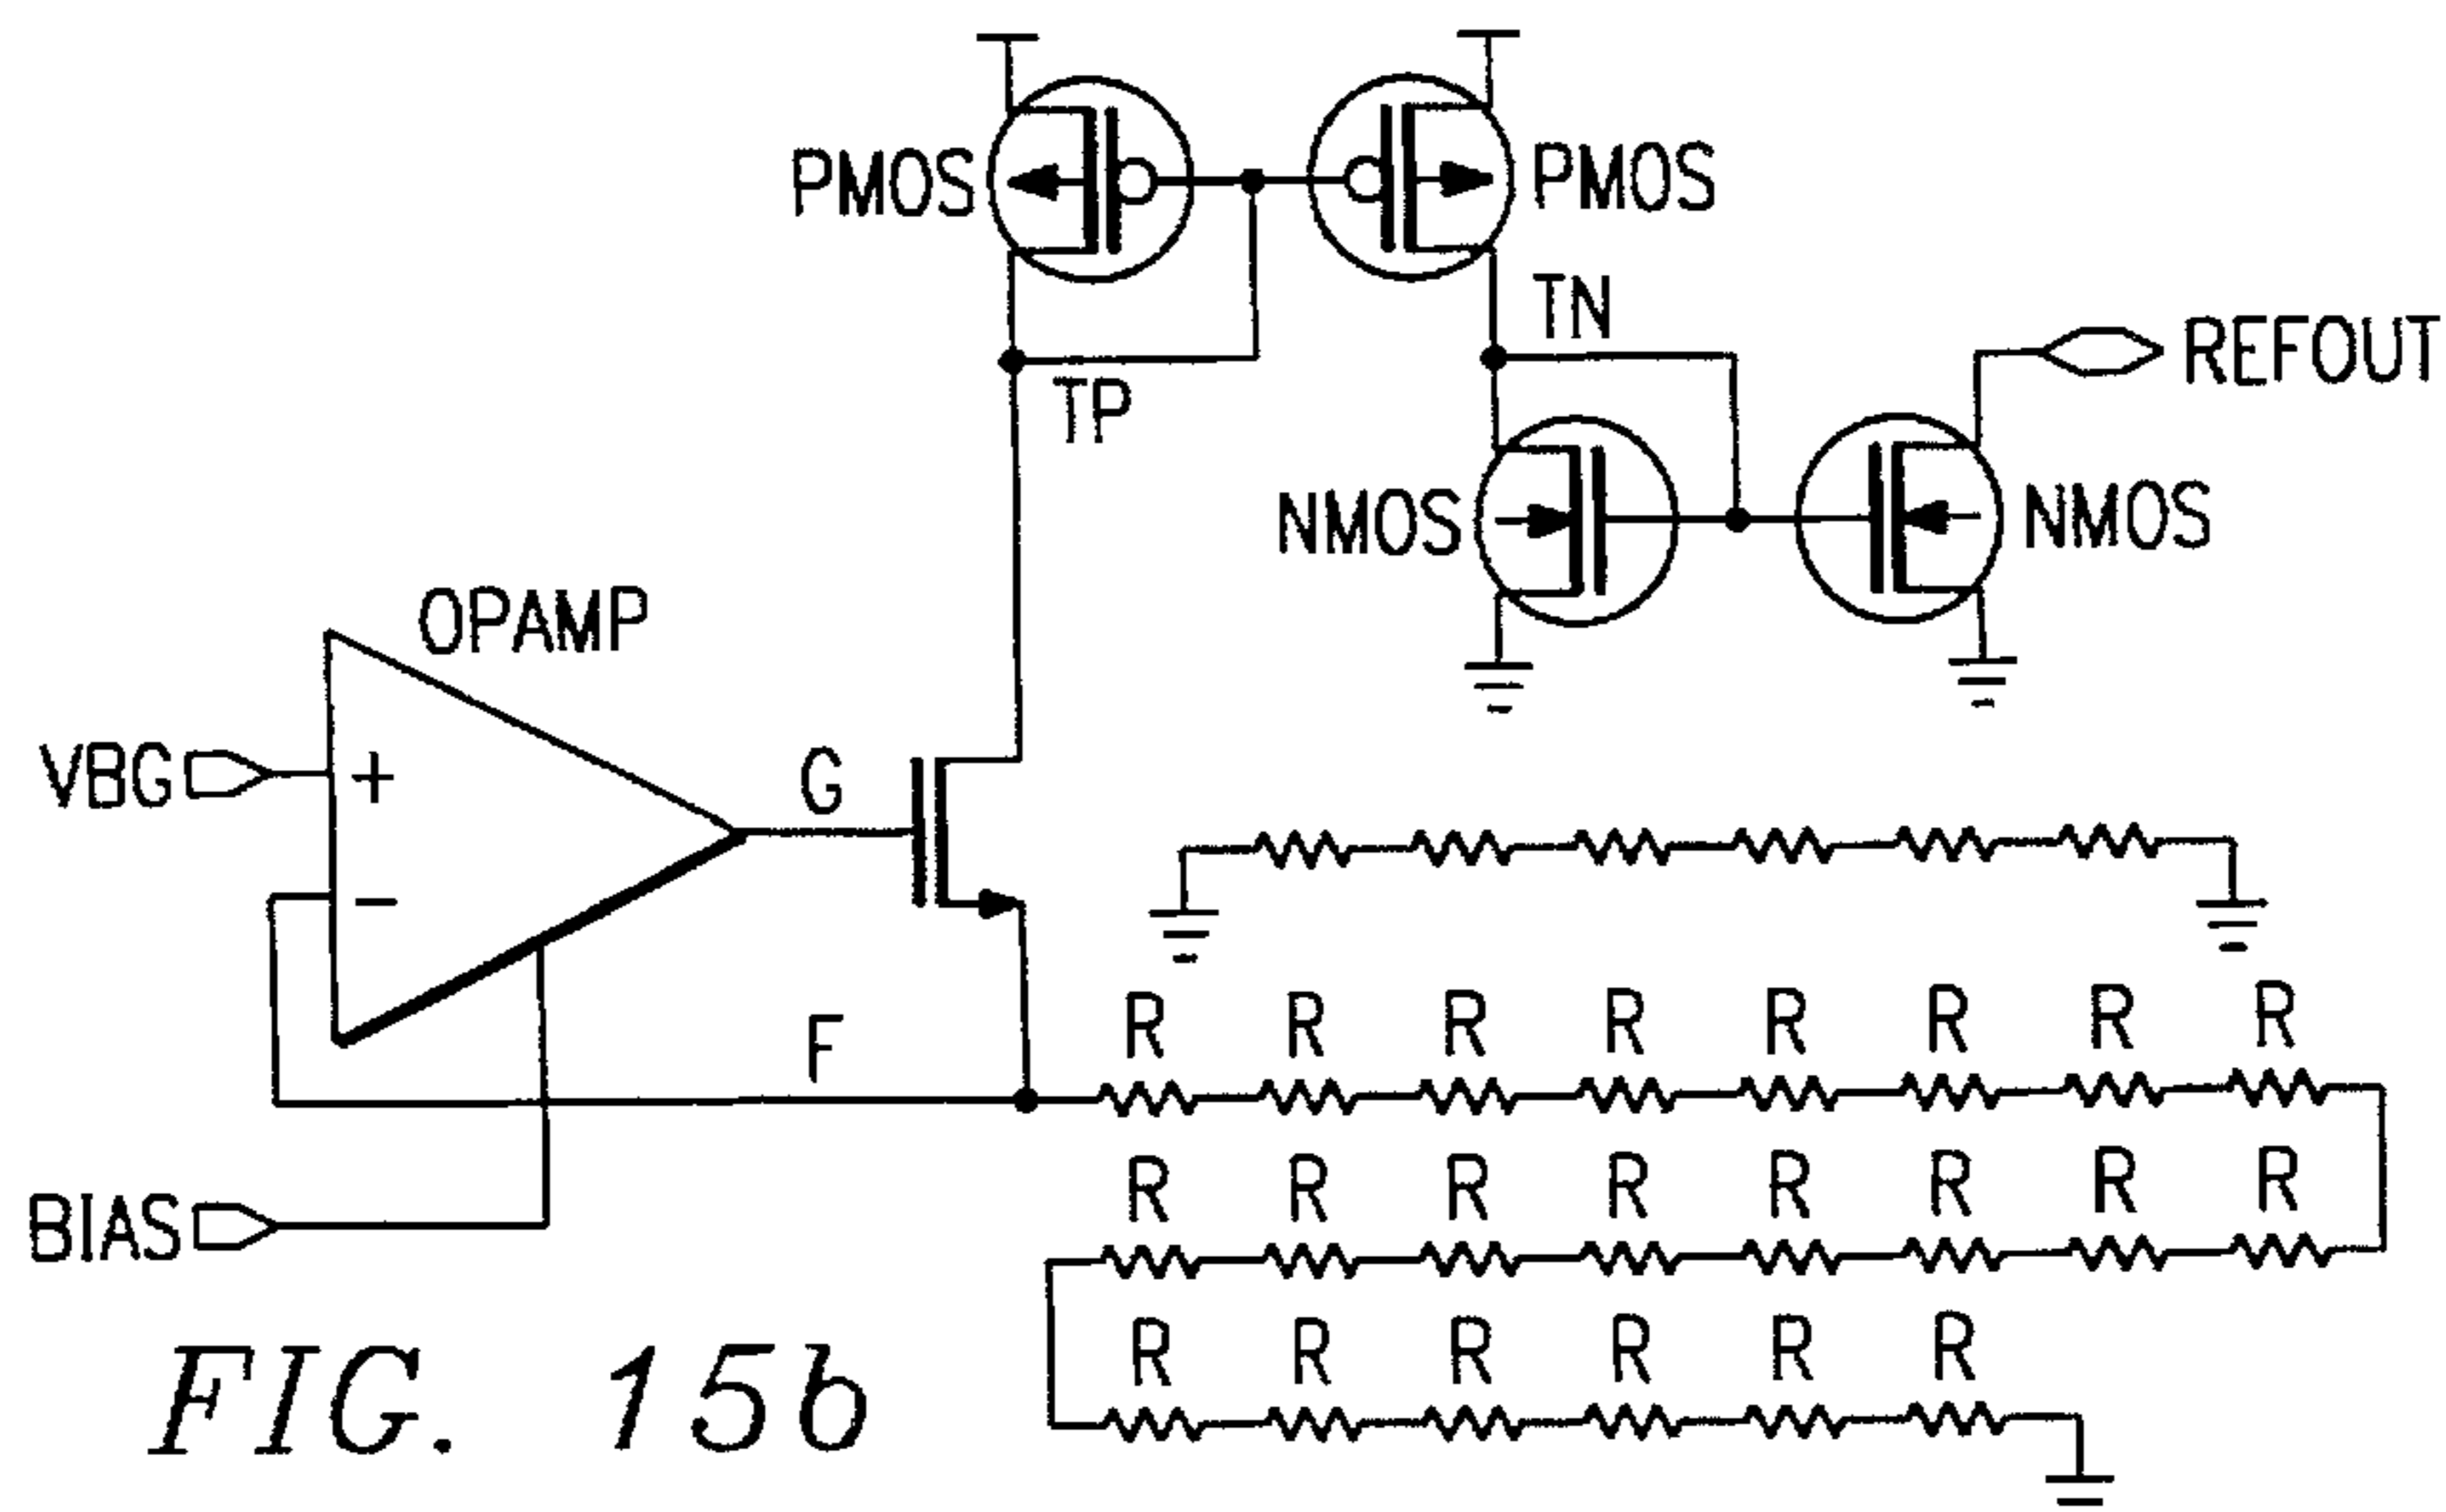 PMOS PMOS
TN
REFOUT
TP
NMOS NMOS
OPAMP
VBG + G
-
R R R R R R R R
F
R R R R R R R R
BIAS
R R R R R R
FIG. 15b